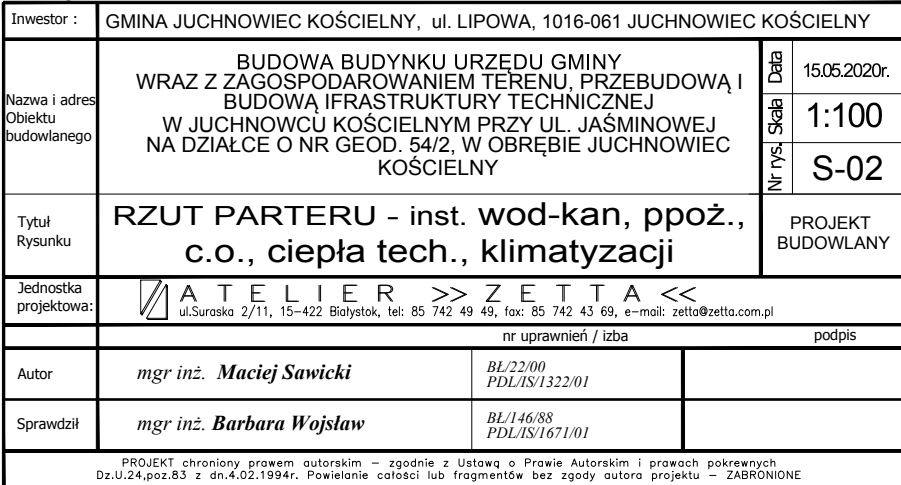 Inwestor : GMINA JUCHNOWIEC KOŚCIELNY, ul. LIPOWA, 1016-061 JUCHNOWIEC KOŚCIELNY
Nazwa i adres
Obiektu
budowlanego
BUDOWA BUDYNKU URZĘDU GMINY
WRAZ Z ZAGOSPODAROWANIEM TERENU, PRZEBUDOWĄ I
BUDOWĄ IFRASTRUKTURY TECHNICZNEJ
W JUCHNOWCU KOŚCIELNYM PRZY UL. JAŚMINOWEJ
NA DZIAŁCE O NR GEOD. 54/2, W OBRĘBIE JUCHNOWIEC
KOŚCIELNY
Data 15.05.2020r.
Skala 1:100
Nr rys. S-02
Tytuł
Rysunku
RZUT PARTERU - inst. wod-kan, ppoż.,
c.o., ciepła tech., klimatyzacji
PROJEKT
BUDOWLANY
Jednostka
projektowa:
ATELIER >> ZETTA <<
ul.Suraska 2/11, 15-422 Białystok, tel: 85 742 49 49, fax: 85 742 43 69, e-mail: zetta@zetta.com.pl
nr uprawnień / izba podpis
Autor mgr inż. Maciej Sawicki BŁ/22/00
PDL/IS/1322/01
Sprawdził mgr inż. Barbara Wojsław BŁ/146/88
PDL/IS/1671/01
PROJEKT chroniony prawem autorskim – zgodnie z Ustawą o Prawie Autorskim i prawach pokrewnych
Dz.U.24,poz.83 z dn.4.02.1994r. Powielanie całosci lub fragmentów bez zgody autora projektu – ZABRONIONE